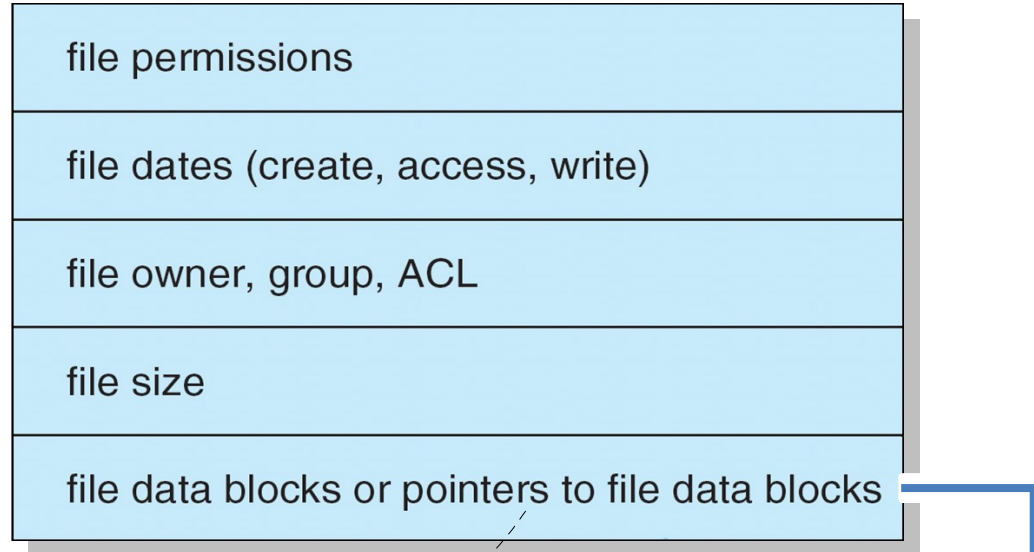 file permissions
file dates (create, access, write)
file owner, group, ACL
file size
file data blocks or pointers to file data blocks